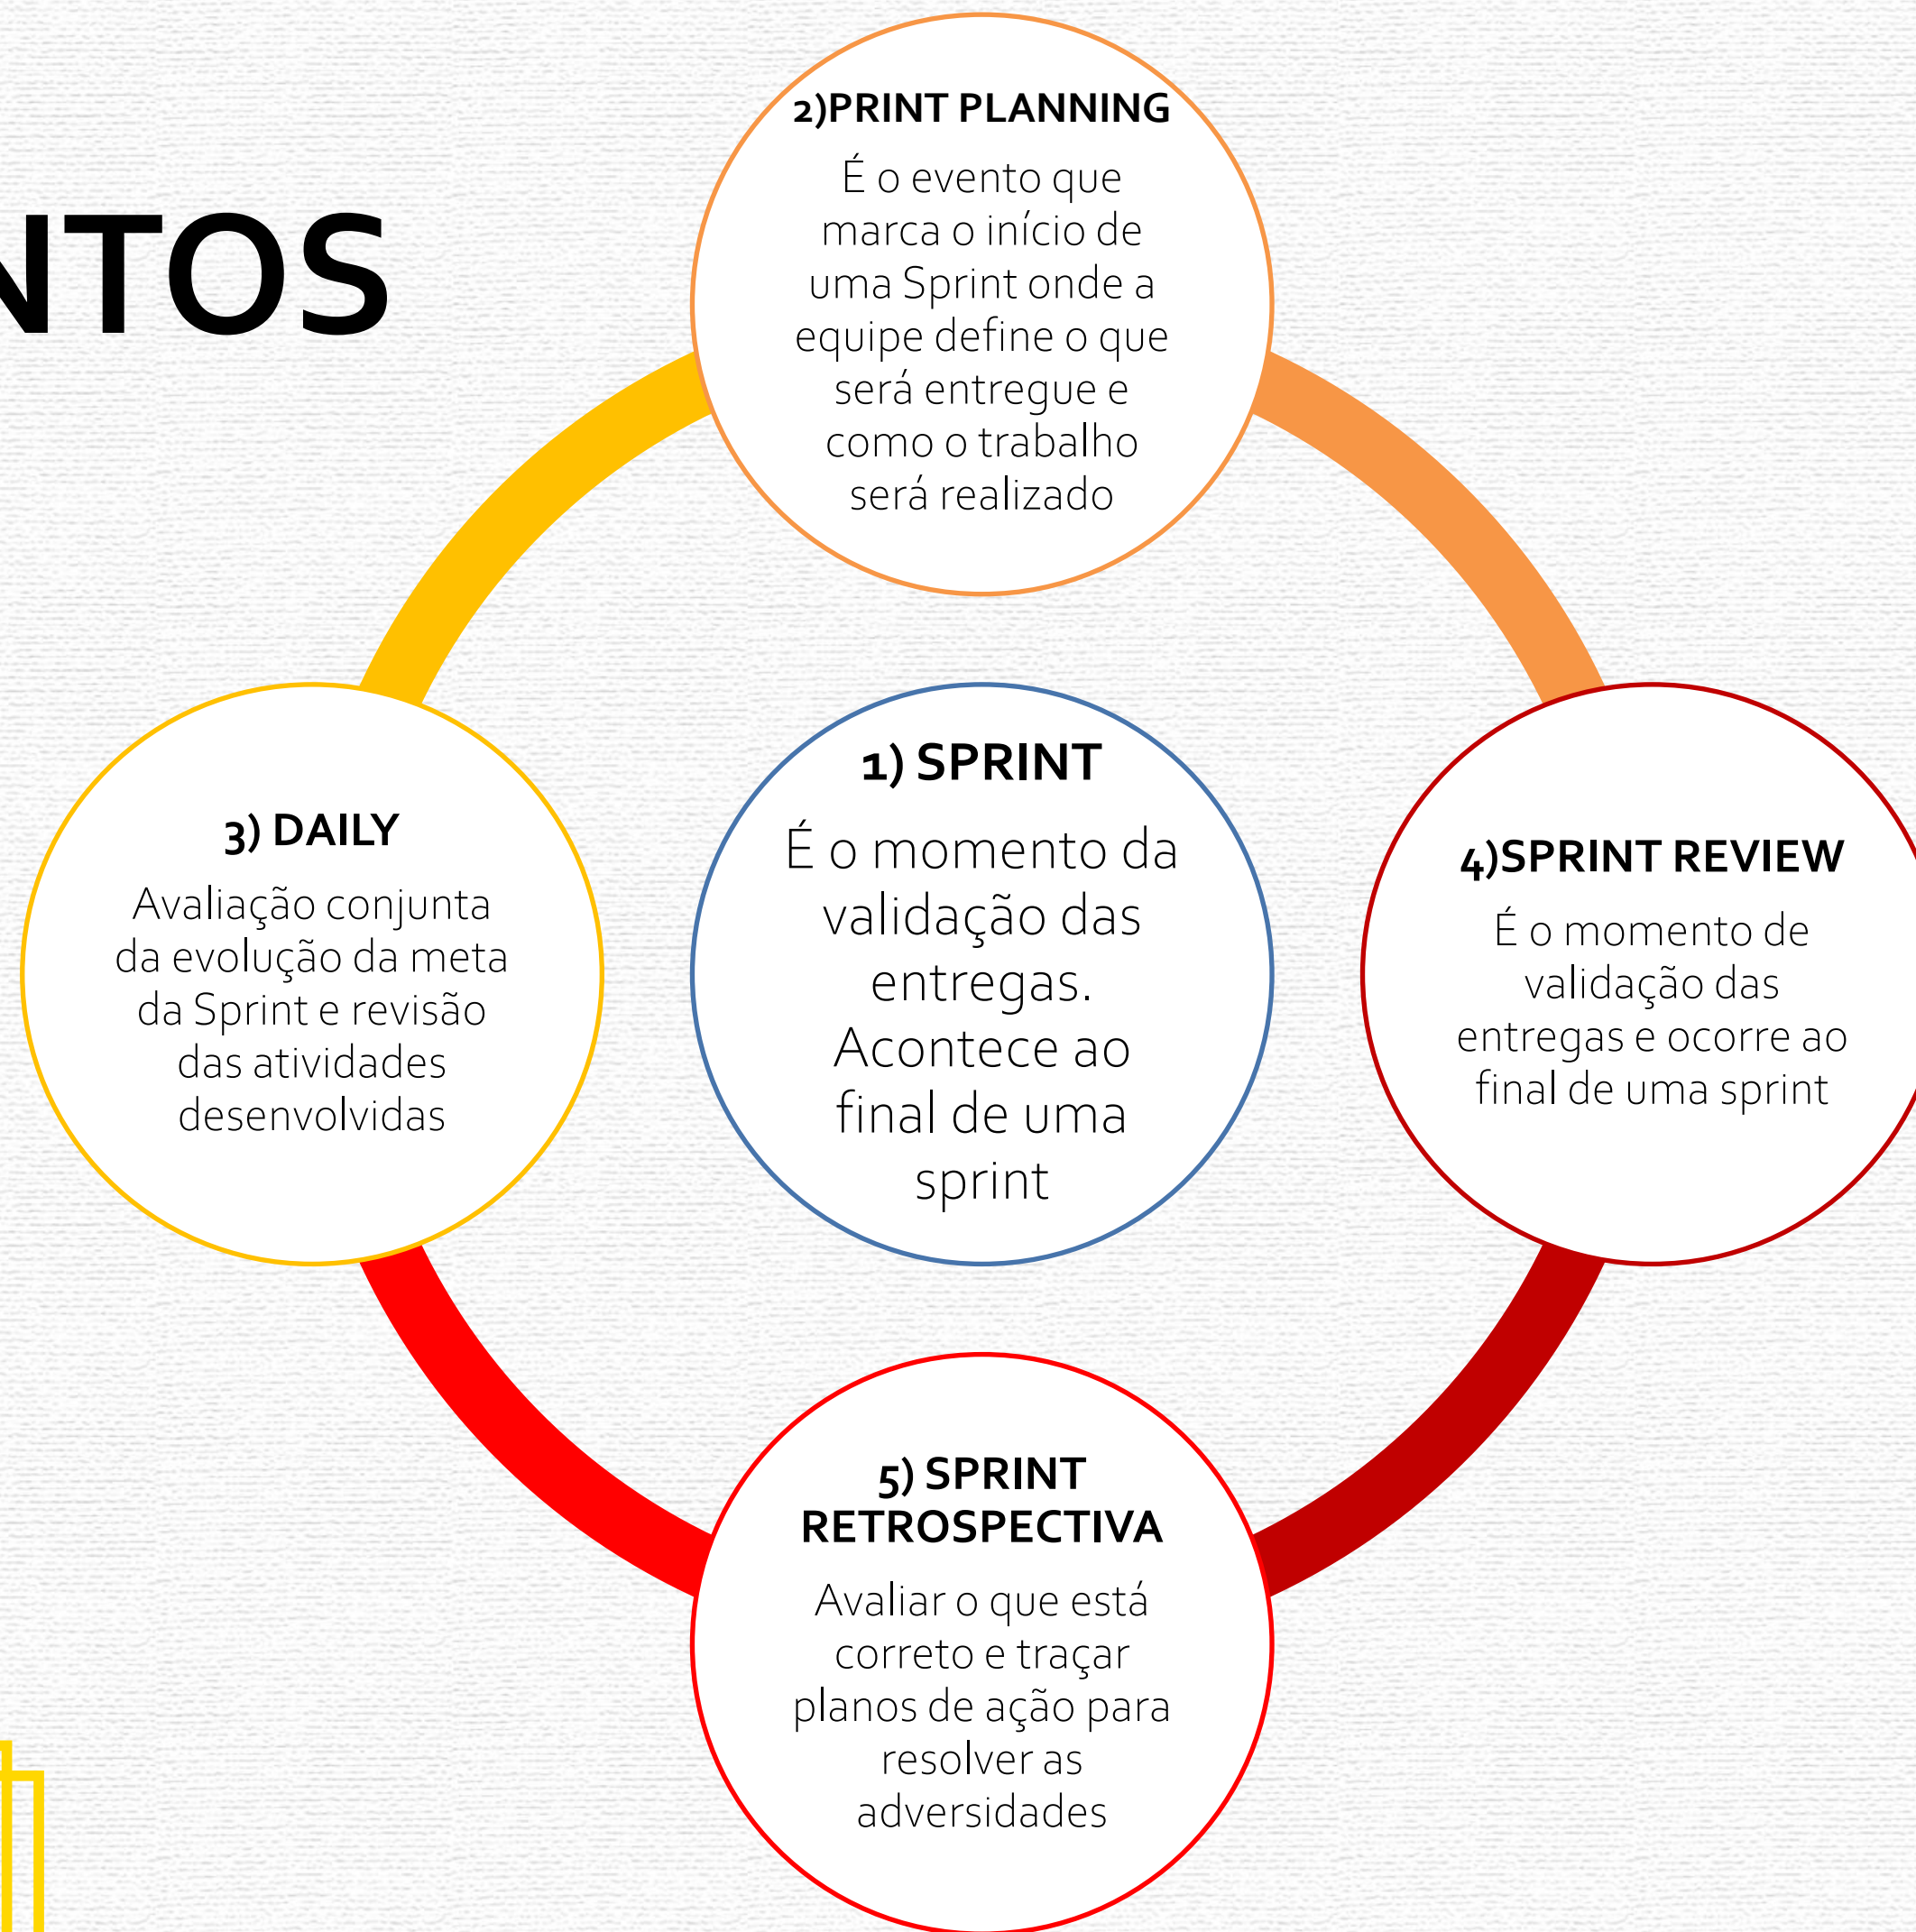 NTOS
2)PRINT PLANNING
É o evento que
marca o início de
uma Sprint onde a
equipe define o que
será entregue e
como o trabalho
será realizado
1) SPRINT
É o momento da
validação das
entregas.
Acontece ao
final de uma
sprint
3) DAILY
Avaliação conjunta
da evolução da meta
da Sprint e revisão
das atividades
desenvolvidas
4)SPRINT REVIEW
É o momento de
validação das
entregas e ocorre ao
final de uma sprint
5) SPRINT
RETROSPECTIVA
Avaliar o que está
correto e traçar
planos de ação para
resolver as
adversidades